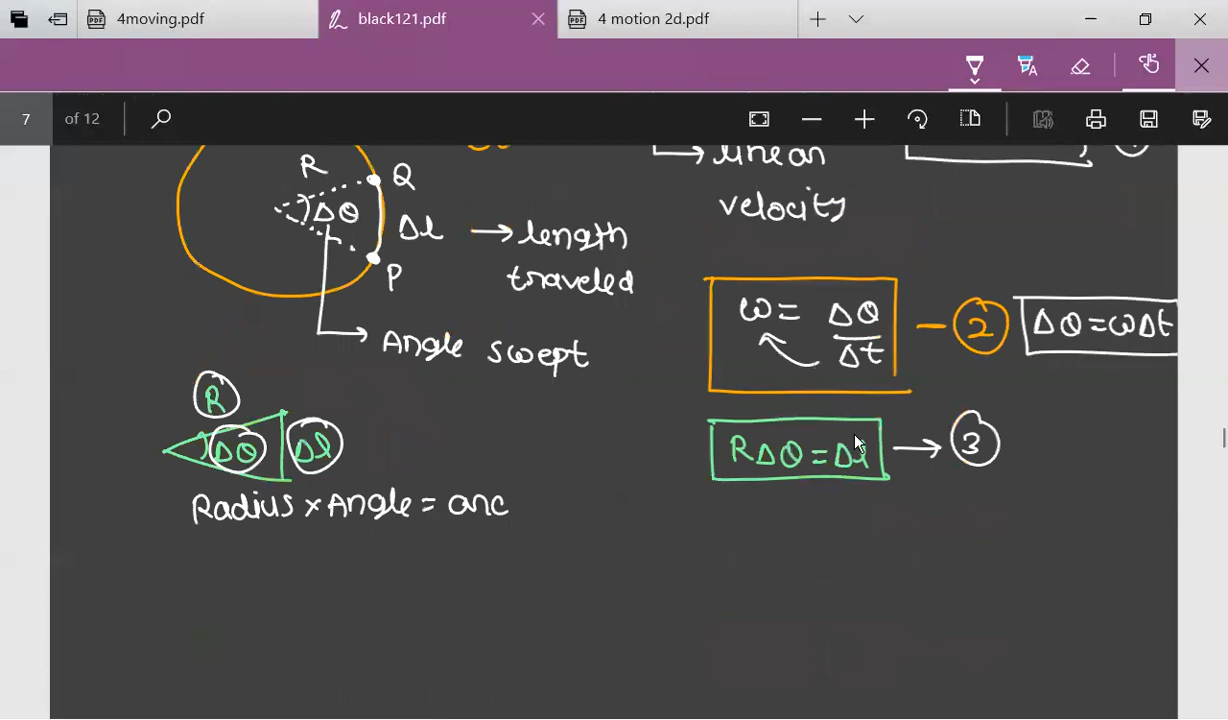 4moving.pdf
black121.pdf
4 motion 2d.pdf
7 of 12
R
Q
Δθ
Δl → length
traveled
P
Angle swept
linear
velocity
ω = Δθ/Δt – 2
Δθ = ωΔt
R
Δθ
Δl
Radius × Angle = arc
RΔθ = Δl → 3